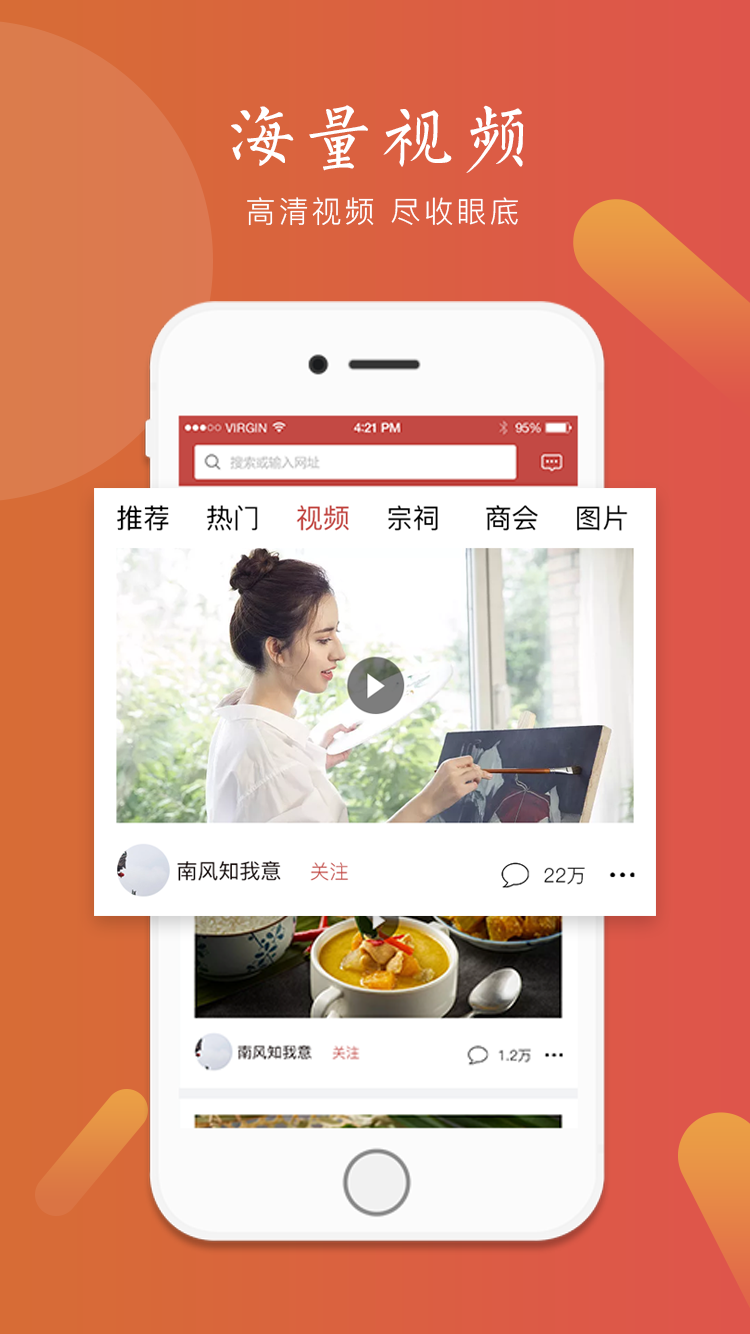 海量视频
高清视频 尽收眼底
VIRGIN 4:21 PM 95%
搜索或输入网址
推荐 热门 视频 宗祠 商会 图片
南风知我意 关注 22万
南风知我意 关注 1.2万